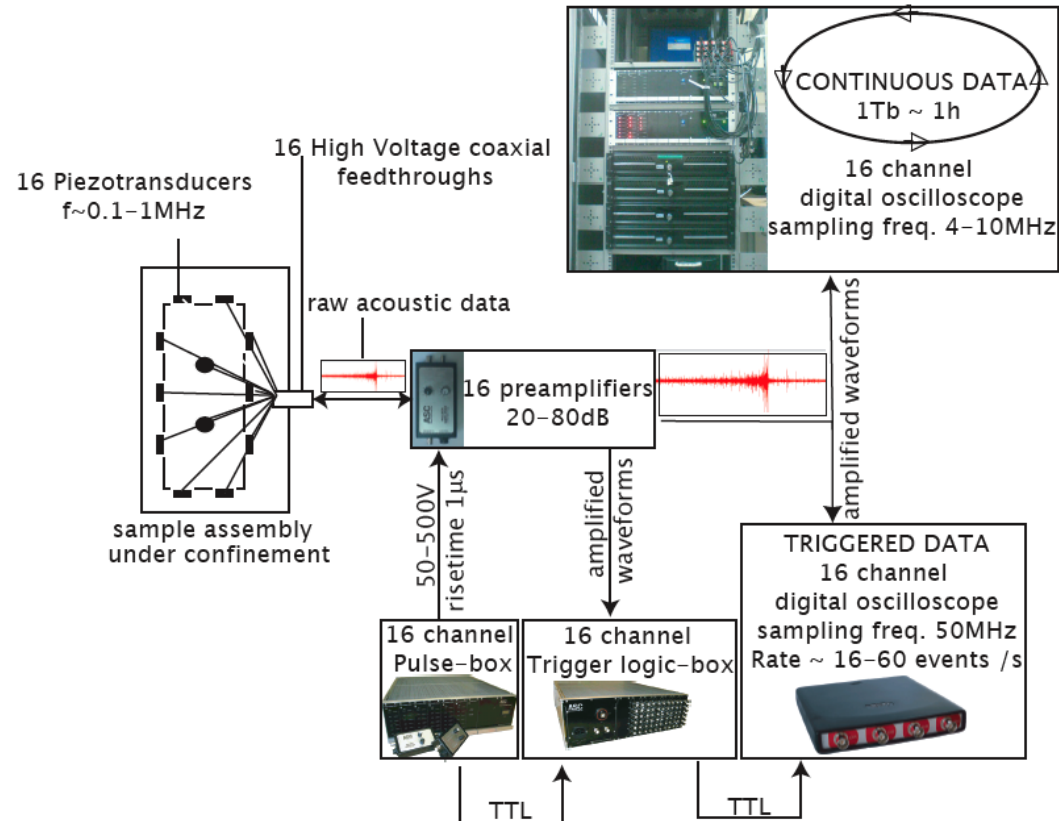 CONTINUOUS DATA
1Tb ~ 1h
16 channel
digital oscilloscope
sampling freq. 4-10MHz
16 High Voltage coaxial
feedthroughs
16 Piezotransducers
f~0.1-1MHz
raw acoustic data
16 preamplifiers
20-80dB
ASC
amplified waveforms
sample assembly
under confinement
50-500V
risetime 1μs
amplified
waveforms
TRIGGERED DATA
16 channel
digital oscilloscope
sampling freq. 50MHz
Rate ~ 16-60 events /s
16 channel
Pulse-box
16 channel
Trigger logic-box
ASC
TTL
TTL